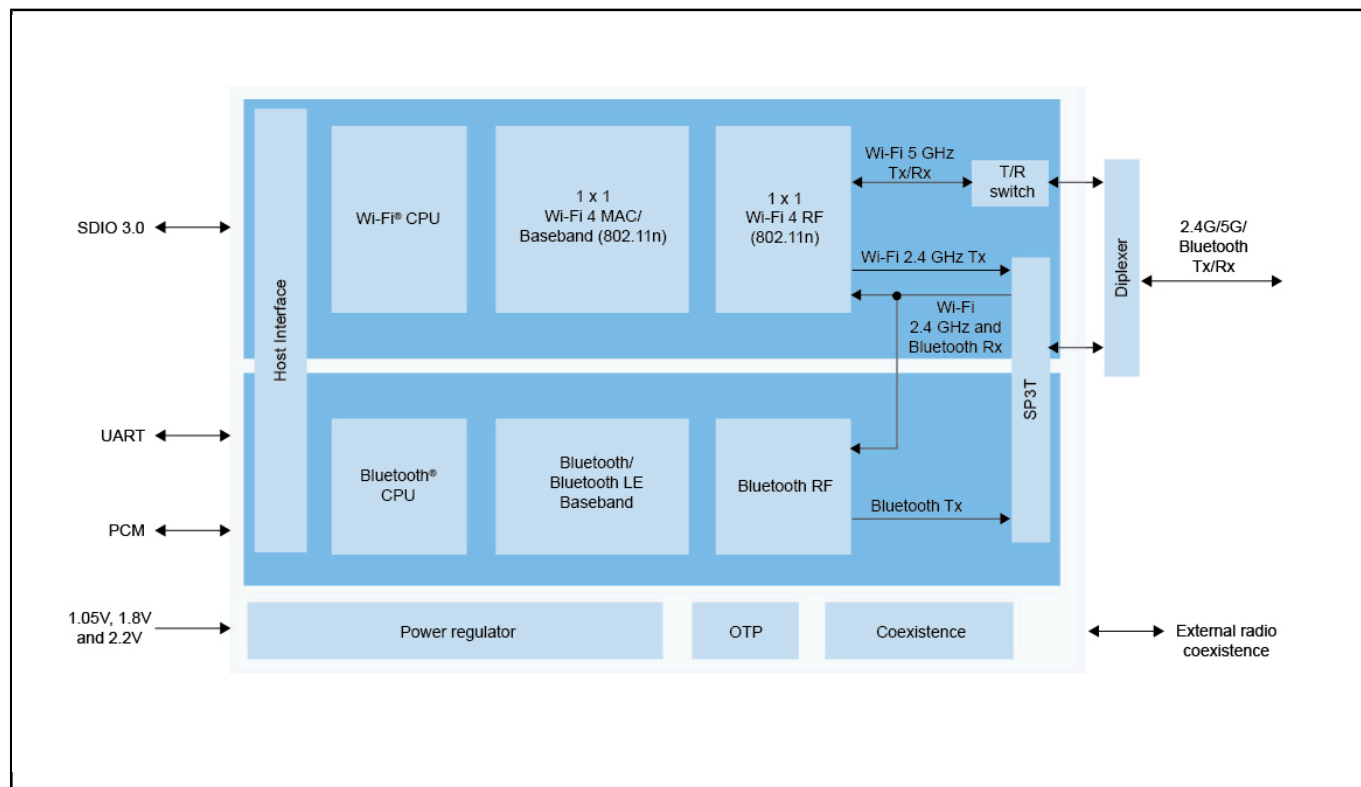 SDIO 3.0
UART
PCM
1.05V, 1.8V
and 2.2V
Host Interface
Wi-Fi® CPU
1 x 1
Wi-Fi 4 MAC/
Baseband (802.11n)
1 x 1
Wi-Fi 4 RF
(802.11n)
Wi-Fi 5 GHz
Tx/Rx
T/R
switch
Wi-Fi 2.4 GHz Tx
Wi-Fi
2.4 GHz and
Bluetooth Rx
SP3T
Diplexer
2.4G/5G/
Bluetooth
Tx/Rx
Bluetooth®
CPU
Bluetooth/
Bluetooth LE
Baseband
Bluetooth RF
Bluetooth Tx
Power regulator
OTP
Coexistence
External radio
coexistence